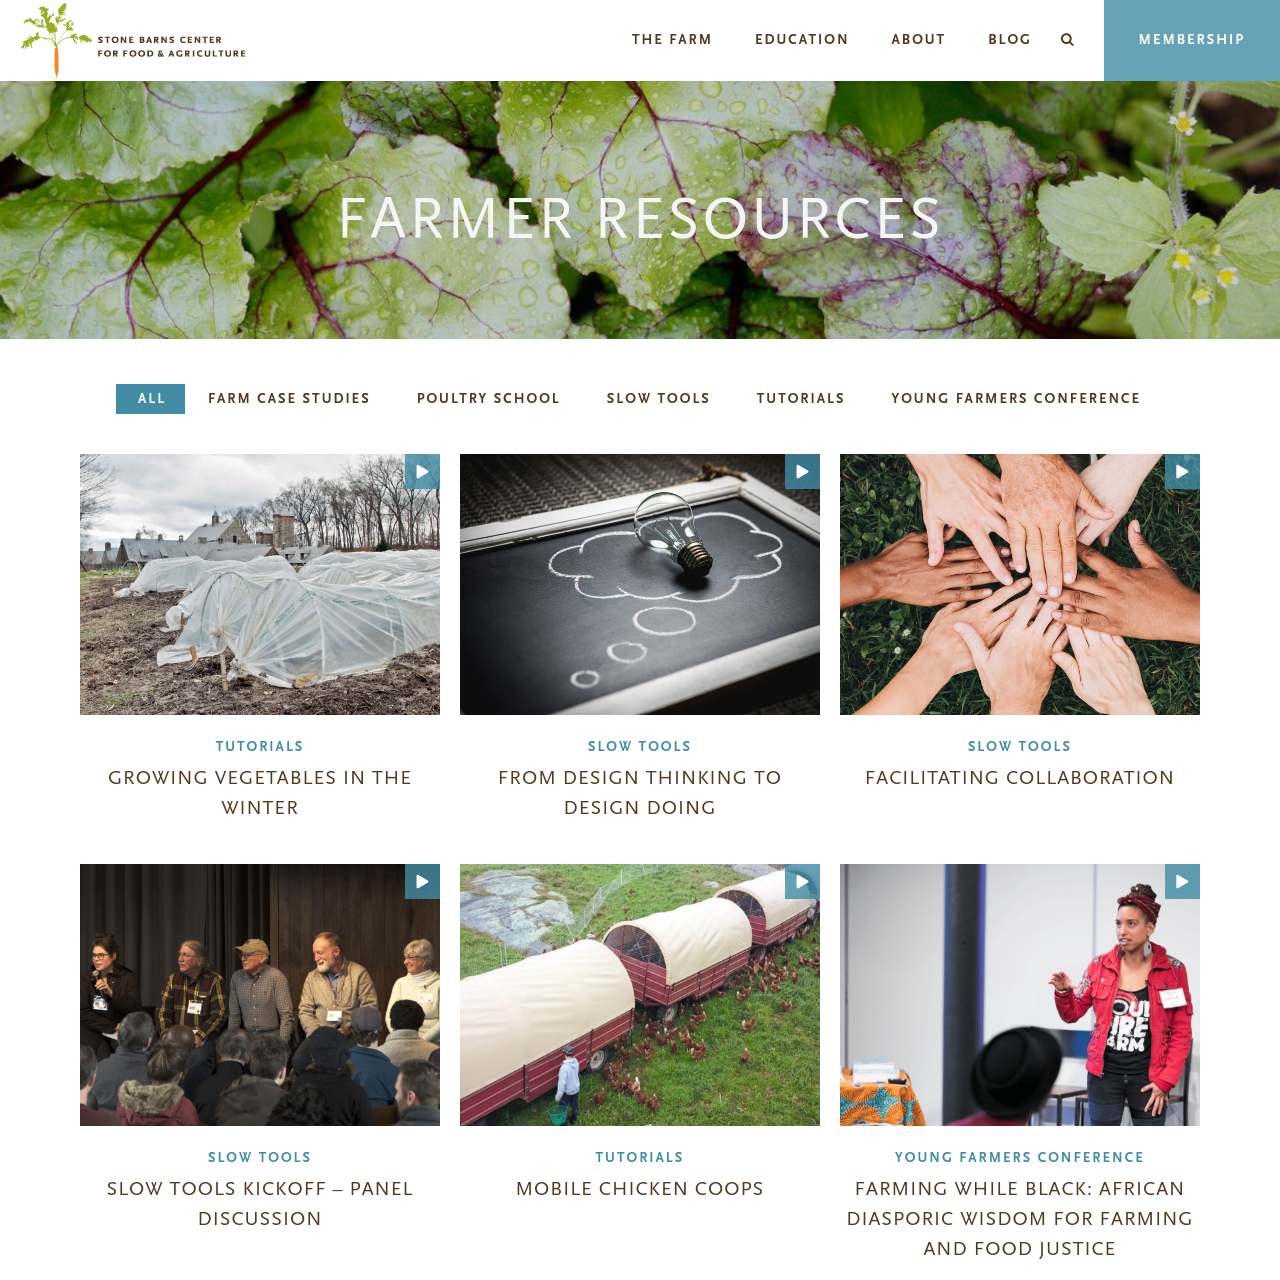 STONE BARNS CENTER
FOR FOOD & AGRICULTURE
THE FARM
EDUCATION
ABOUT
BLOG
MEMBERSHIP
FARMER RESOURCES
ALL
FARM CASE STUDIES
POULTRY SCHOOL
SLOW TOOLS
TUTORIALS
YOUNG FARMERS CONFERENCE
TUTORIALS
GROWING VEGETABLES IN THE
WINTER
SLOW TOOLS
FROM DESIGN THINKING TO
DESIGN DOING
SLOW TOOLS
FACILITATING COLLABORATION
SLOW TOOLS
SLOW TOOLS KICKOFF – PANEL
DISCUSSION
TUTORIALS
MOBILE CHICKEN COOPS
YOUNG FARMERS CONFERENCE
FARMING WHILE BLACK: AFRICAN
DIASPORIC WISDOM FOR FARMING
AND FOOD JUSTICE